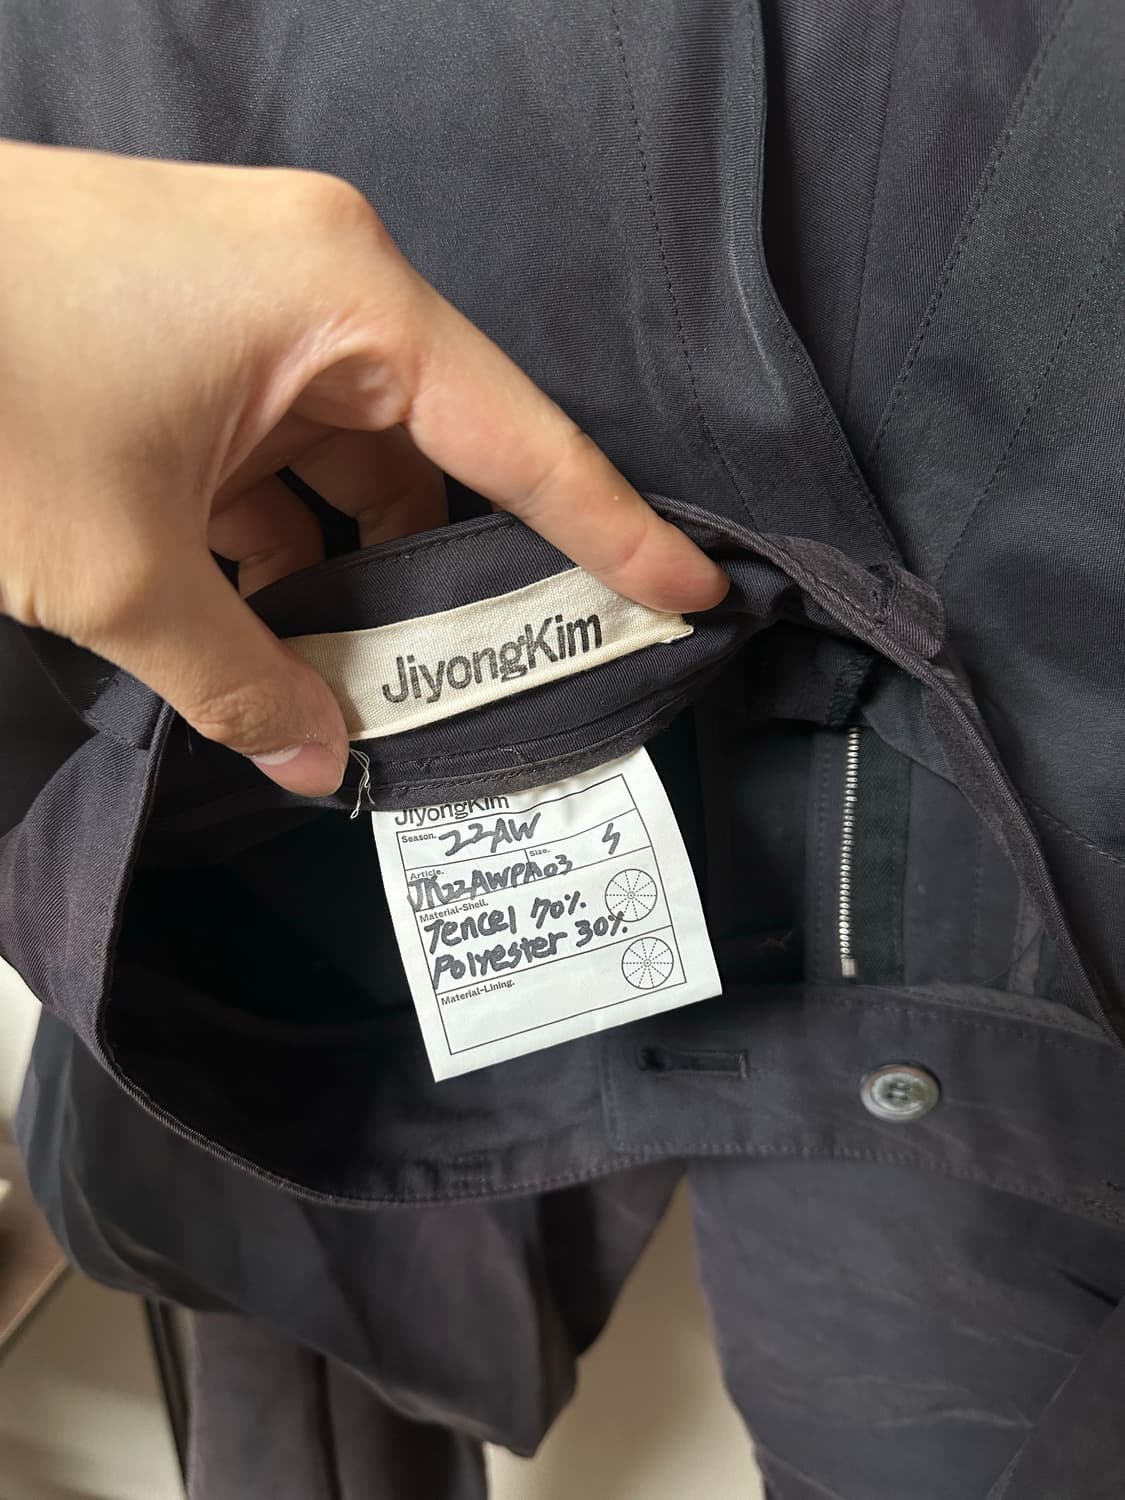 JiyongKim
JiyongKim
Season. 22AW
Size. S
Article. JK22AWPA03
Material-Shell.
Tencel 70%.
Polyester 30%.
Material-Lining.